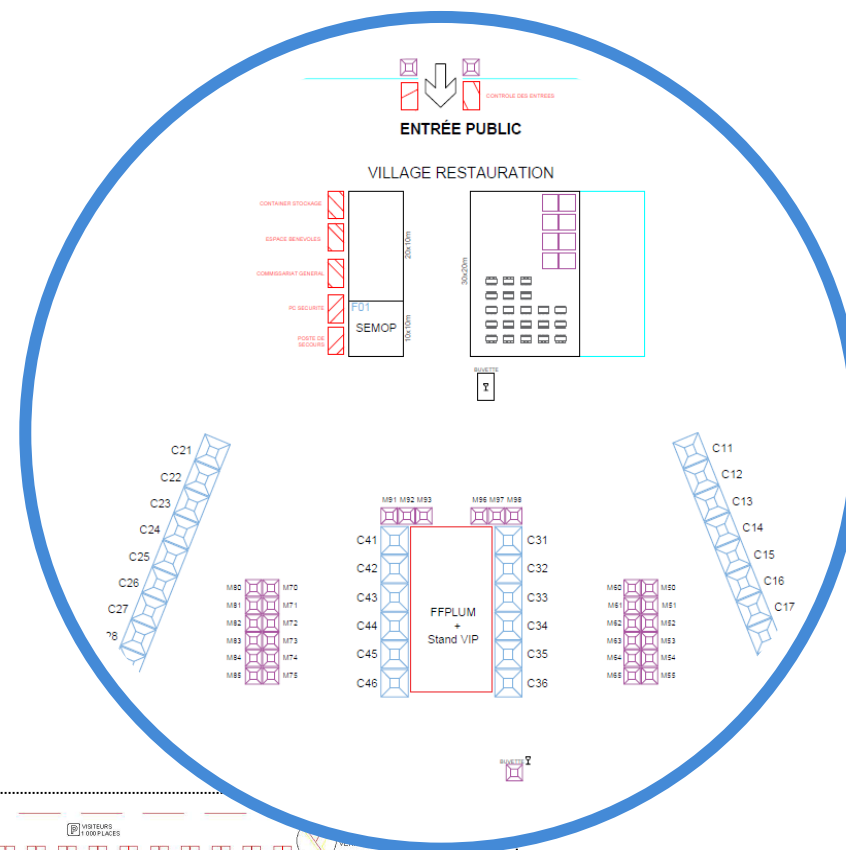 CONTROLE DES ENTREES
ENTRÉE PUBLIC
VILLAGE RESTAURATION
CONTAINER STOCKAGE
ESPACE BENEVOLES
COMMISSARIAT GENERAL
PC SECURITE
POSTE DE
SECOURS
20x10m
F01
SEMOP
10x10m
30x20m
BUVETTE
C21
C22
C23
C24
C25
C26
C27
C11
C12
C13
C14
C15
C16
C17
M91 M92 M93
M96 M97 M98
C41
C42
C43
C44
C45
C46
C31
C32
C33
C34
C35
C36
FFPLUM
+
Stand VIP
M80 M70
M81 M71
M82 M72
M83 M73
M84 M74
M85 M75
M60 M50
M61 M51
M62 M52
M63 M53
M64 M54
M65 M55
BUVETTE
P VISITEURS
1 000 PLACES